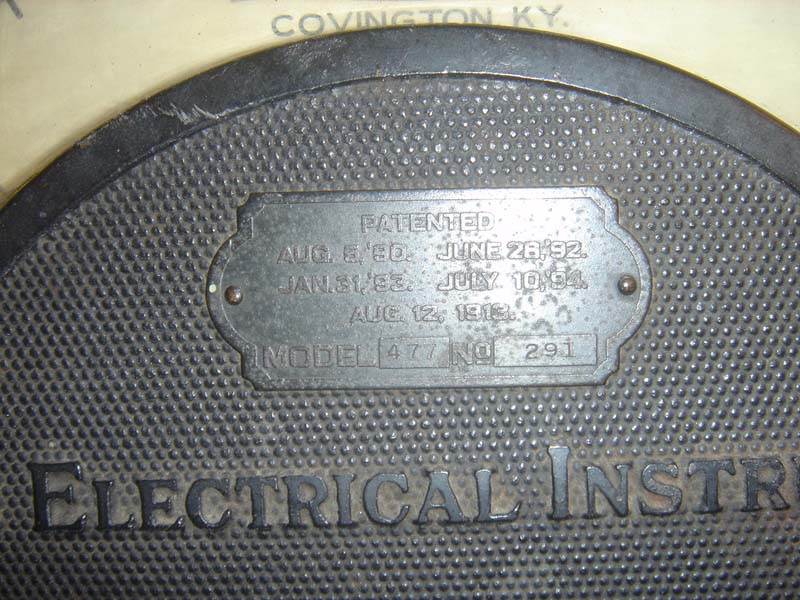 COVINGTON, KY.
PATENTED
AUG. 5,'90. JUNE 28,'92.
JAN. 31,'93. JULY 10,'94.
AUG. 12, 1913.
MODEL 477 No 291
ELECTRICAL INSTR